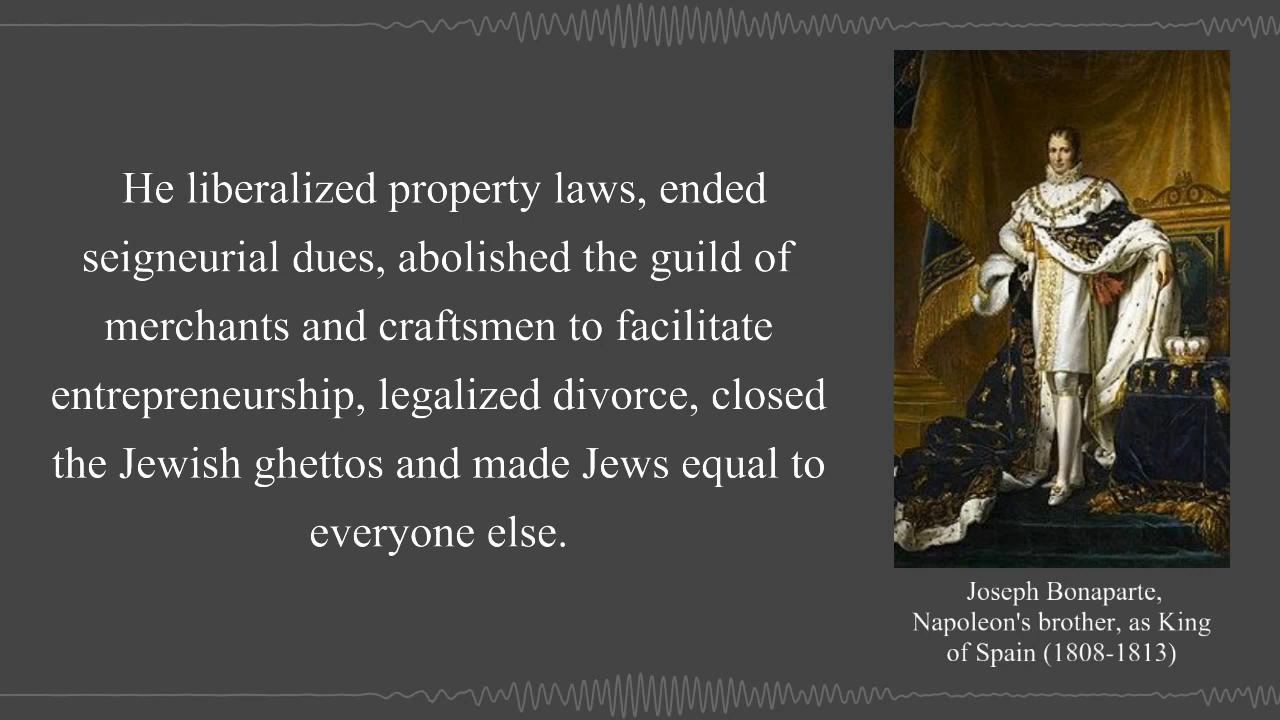 He liberalized property laws, ended
seigneurial dues, abolished the guild of
merchants and craftsmen to facilitate
entrepreneurship, legalized divorce, closed
the Jewish ghettos and made Jews equal to
everyone else.
Joseph Bonaparte,
Napoleon's brother, as King
of Spain (1808-1813)